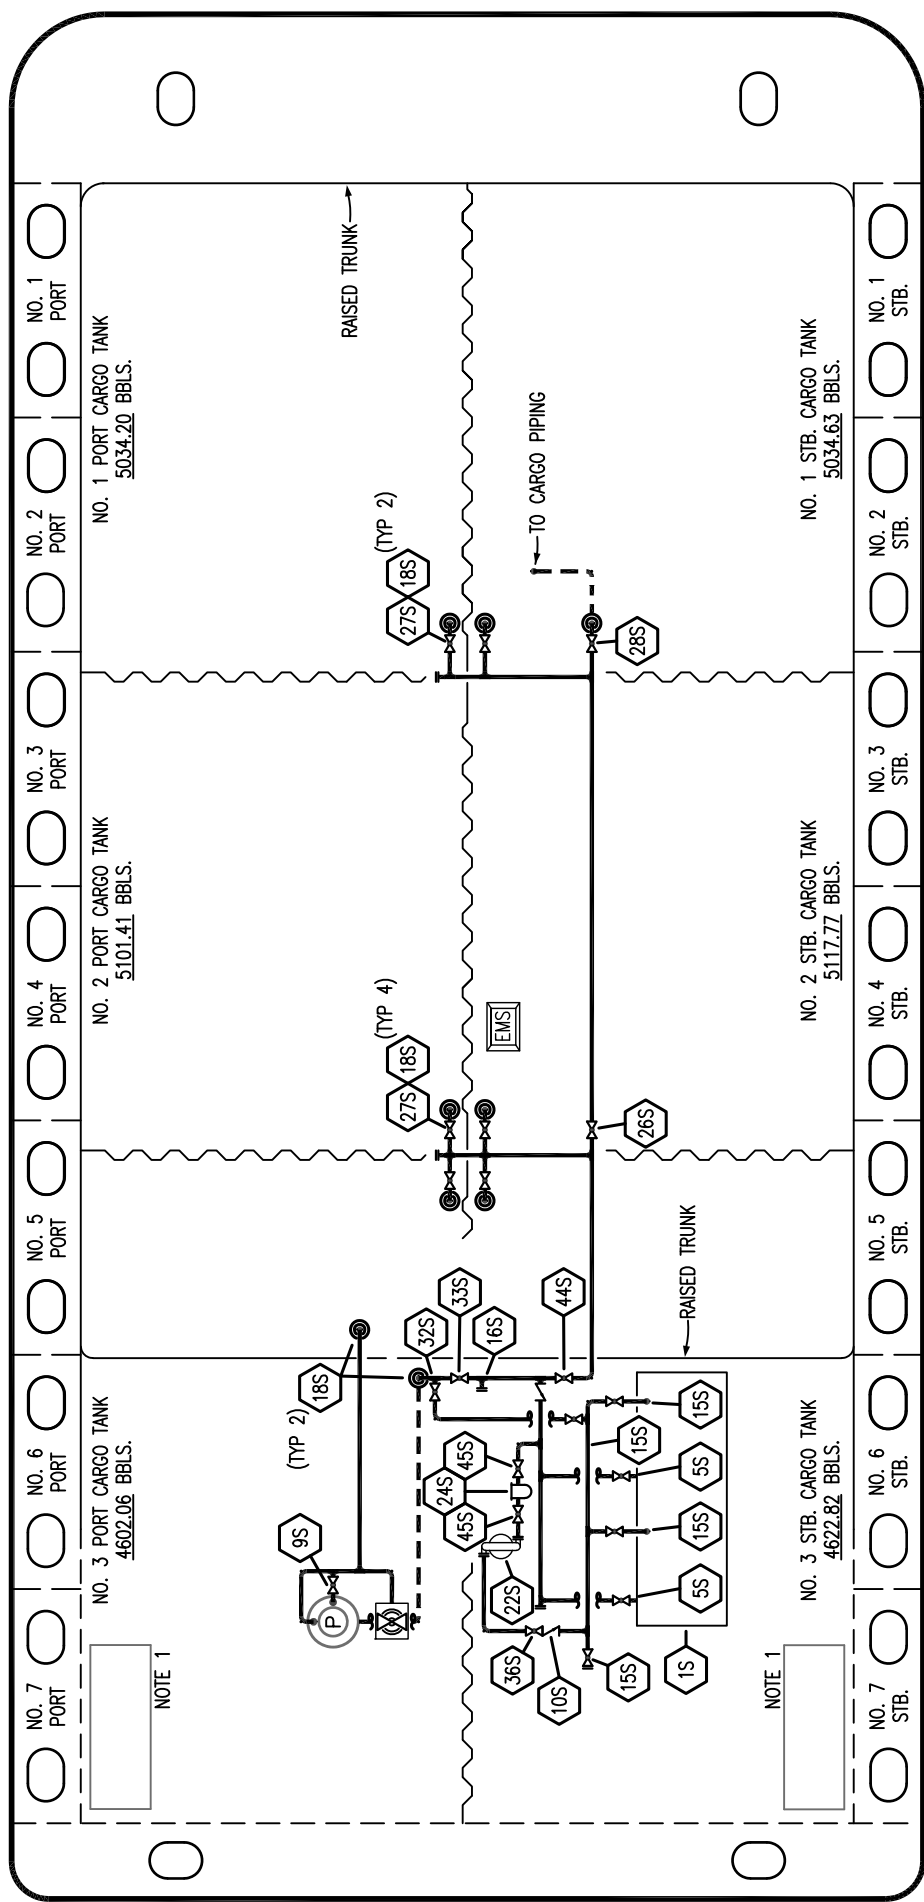 NO. 1
PORT
NO. 2
PORT
NO. 3
PORT
NO. 4
PORT
NO. 5
PORT
NO. 6
PORT
NO. 7
PORT
NO. 1 PORT CARGO TANK
5034.20 BBLS.
NO. 2 PORT CARGO TANK
5101.41 BBLS.
NO. 3 PORT CARGO TANK
4602.06 BBLS.
NOTE 1
RAISED TRUNK
(TYP 2)
27S
18S
(TYP 4)
27S
18S
EMS
TO CARGO PIPING
28S
26S
18S
(TYP 2)
9S
P
32S
33S
16S
44S
45S
24S
45S
22S
36S
10S
15S
15S
15S
5S
15S
5S
1S
RAISED TRUNK
NO. 1 STB. CARGO TANK
5034.63 BBLS.
NO. 2 STB. CARGO TANK
5117.77 BBLS.
NO. 3 STB. CARGO TANK
4622.82 BBLS.
NOTE 1
NO. 1
STB.
NO. 2
STB.
NO. 3
STB.
NO. 4
STB.
NO. 5
STB.
NO. 6
STB.
NO. 7
STB.